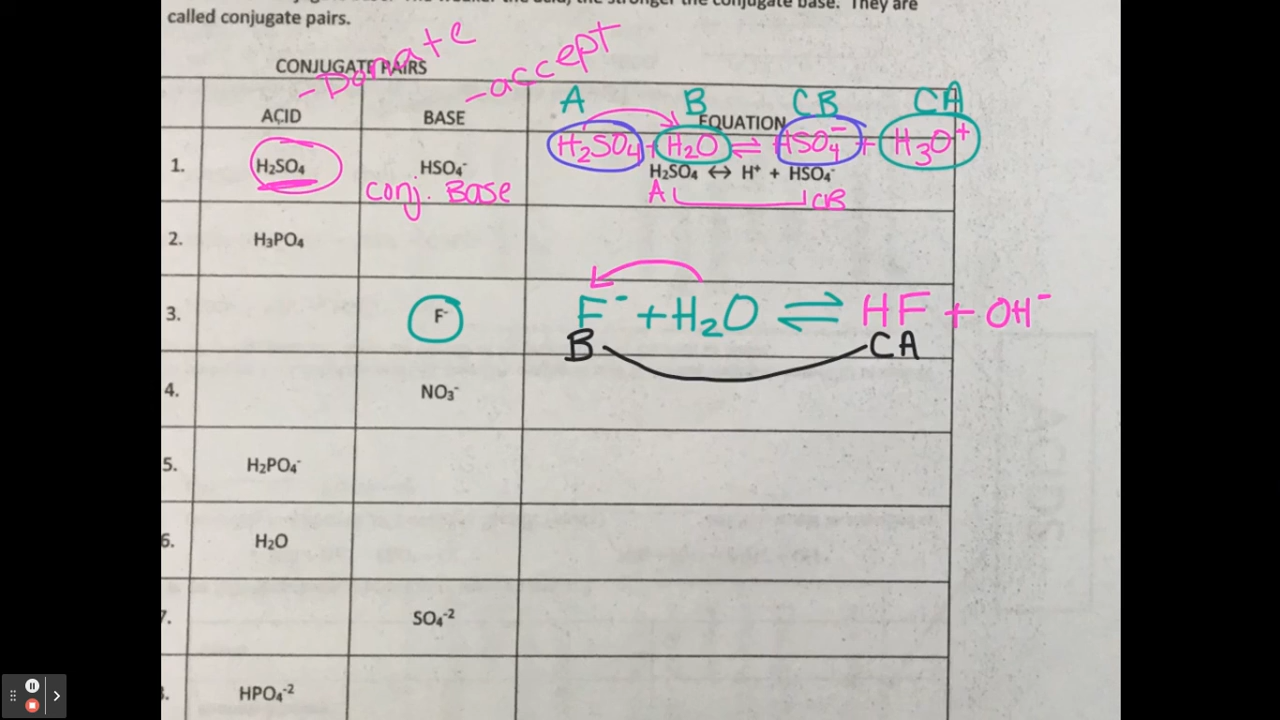 called conjugate pairs.
CONJUGATE PAIRS
- Donate
- accept
ACID BASE EQUATION
A B CB CA
H₂SO₄ + H₂O ⇌ HSO₄⁻ + H₃O⁺
1. H₂SO₄ HSO₄⁻ H₂SO₄ ↔ H⁺ + HSO₄⁻
conj. Base A CB
2. H₃PO₄
3. F⁻ F⁻ + H₂O ⇌ HF + OH⁻
B CA
4. NO₃⁻
5. H₂PO₄⁻
6. H₂O
7. SO₄⁻²
HPO₄⁻²